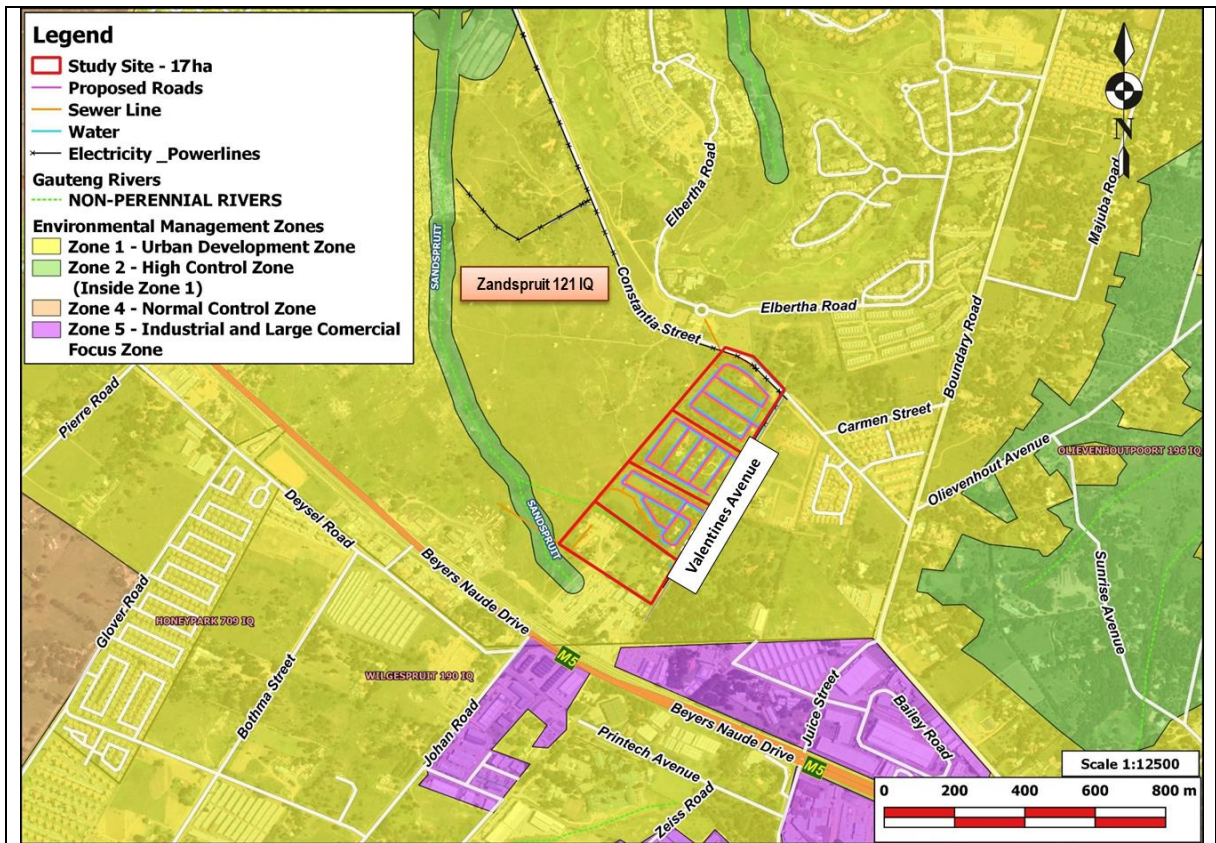 Legend
Study Site - 17ha
Proposed Roads
Sewer Line
Water
Electricity _Powerlines
Gauteng Rivers
NON-PERENNIAL RIVERS
Environmental Management Zones
Zone 1 - Urban Development Zone
Zone 2 - High Control Zone
(Inside Zone 1)
Zone 4 - Normal Control Zone
Zone 5 - Industrial and Large Comercial
Focus Zone
N
Majuba Road
Elbertha Road
SANDSPRUIT
Zandspruit 121 IQ
Constantia Street
Elbertha Road
Boundary Road
Pierre Road
Carmen Street
Olievenhout Avenue
OLIEVENHOUTPOORT 196 IQ
Valentines Avenue
Deysel Road
SANDSPRUIT
Beyers Naude Drive
Sunrise Avenue
Glover Road
HONEYPARK 709 IQ
Bothma Street
WILGESPRUIT 190 IQ
M5
Johan Road
Beyers Naude Drive
Juice Street
Bailey Road
Printech Avenue
M5
Zeiss Road
Scale 1:12500
0 200 400 600 800 m